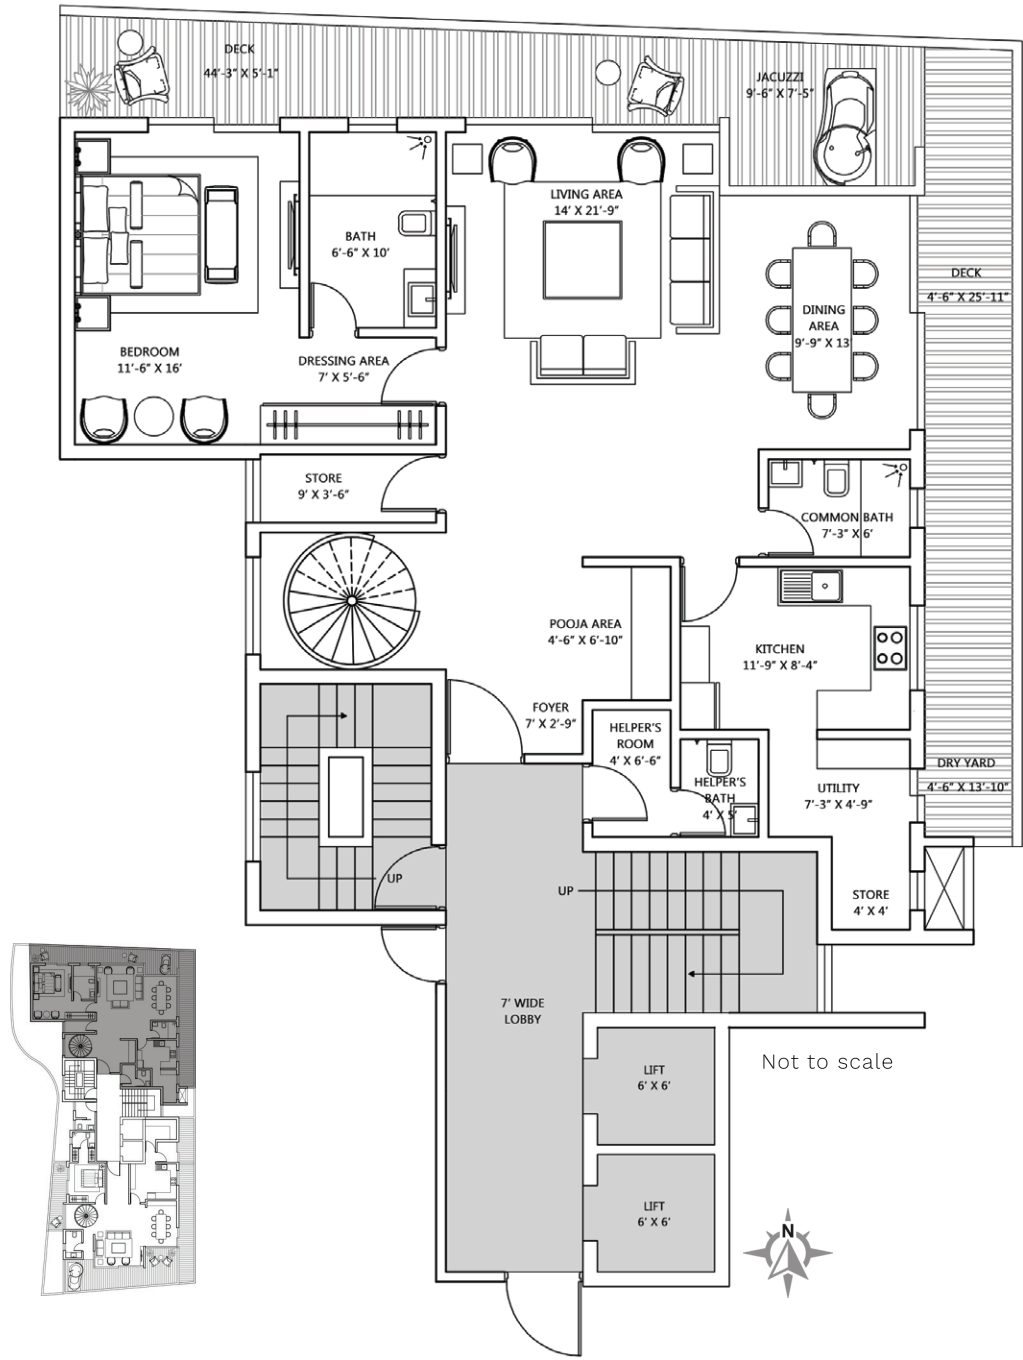 DECK
44'-3" X 5'-1"
JACUZZI
9'-6" X 7'-5"
LIVING AREA
14' X 21'-9"
BATH
6'-6" X 10'
DECK
4'-6" X 25'-11"
DINING
AREA
9'-9" X 13'
BEDROOM
11'-6" X 16'
DRESSING AREA
7' X 5'-6"
STORE
9' X 3'-6"
COMMON BATH
7'-3" X 6'
POOJA AREA
4'-6" X 6'-10"
KITCHEN
11'-9" X 8'-4"
FOYER
7' X 2'-9"
HELPER'S
ROOM
4' X 6'-6"
HELPER'S
BATH
4' X 5'
DRY YARD
4'-6" X 13'-10"
UTILITY
7'-3" X 4'-9"
UP
UP
STORE
4' X 4'
7' WIDE
LOBBY
Not to scale
LIFT
6' X 6'
LIFT
6' X 6'
N